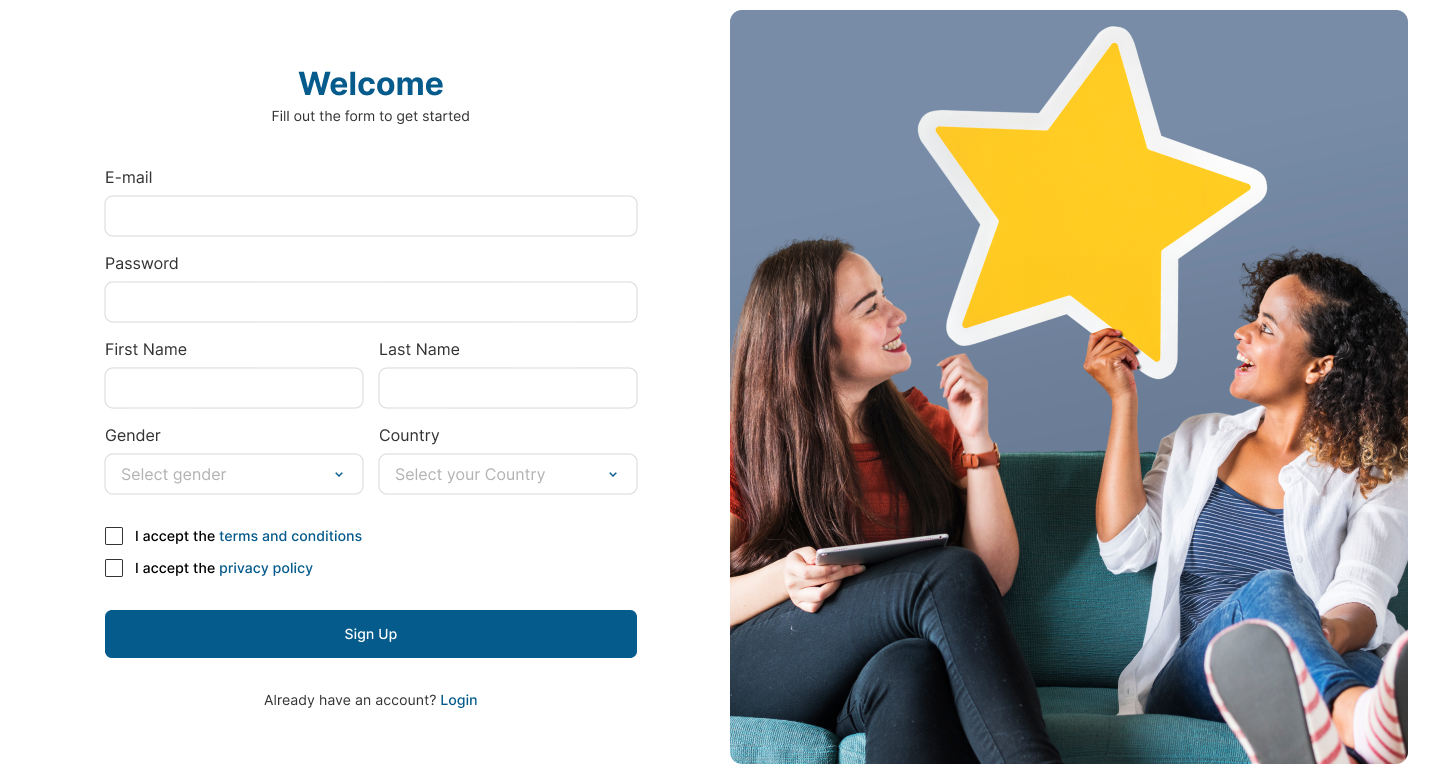 Welcome
Fill out the form to get started
E-mail
Password
First Name Last Name
Gender Country
Select gender Select your Country
I accept the terms and conditions
I accept the privacy policy
Sign Up
Already have an account? Login